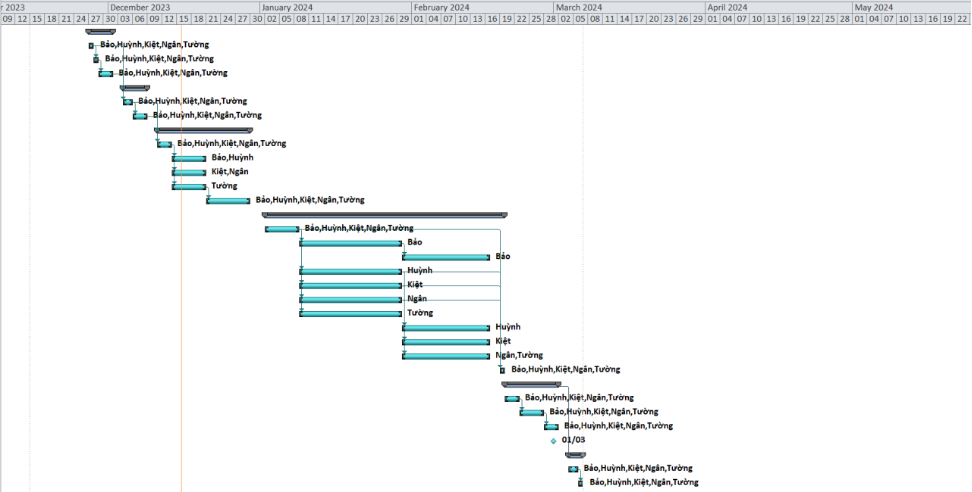 r 2023 December 2023 January 2024 February 2024 March 2024 April 2024 May 2024
09 12 15 18 21 24 27 30 03 06 09 12 15 18 21 24 27 30 02 05 08 11 14 17 20 23 26 29 01 04 07 10 13 16 19 22 25 28 02 05 08 11 14 17 20 23 26 29 01 04 07 10 13 16 19 22 25 28 01 04 07 10 13 16 19 22
Bảo,Huỳnh,Kiệt,Ngân,Tường
Bảo,Huỳnh,Kiệt,Ngân,Tường
Bảo,Huỳnh,Kiệt,Ngân,Tường
Bảo,Huỳnh,Kiệt,Ngân,Tường
Bảo,Huỳnh,Kiệt,Ngân,Tường
Bảo,Huỳnh,Kiệt,Ngân,Tường
Bảo,Huỳnh
Kiệt,Ngân
Tường
Bảo,Huỳnh,Kiệt,Ngân,Tường
Bảo,Huỳnh,Kiệt,Ngân,Tường
Bảo
Bảo
Huỳnh
Kiệt
Ngân
Tường
Huỳnh
Kiệt
Ngân,Tường
Bảo,Huỳnh,Kiệt,Ngân,Tường
Bảo,Huỳnh,Kiệt,Ngân,Tường
Bảo,Huỳnh,Kiệt,Ngân,Tường
Bảo,Huỳnh,Kiệt,Ngân,Tường
01/03
Bảo,Huỳnh,Kiệt,Ngân,Tường
Bảo,Huỳnh,Kiệt,Ngân,Tường